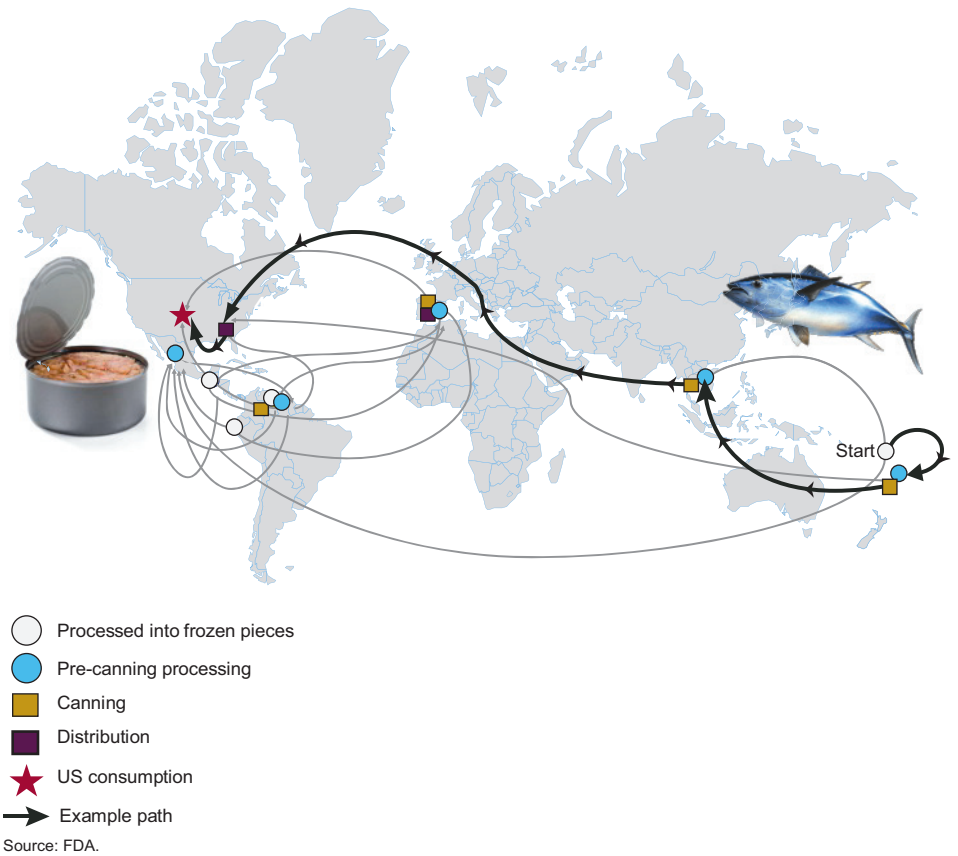 Start
Processed into frozen pieces
Pre-canning processing
Canning
Distribution
US consumption
Example path
Source: FDA.